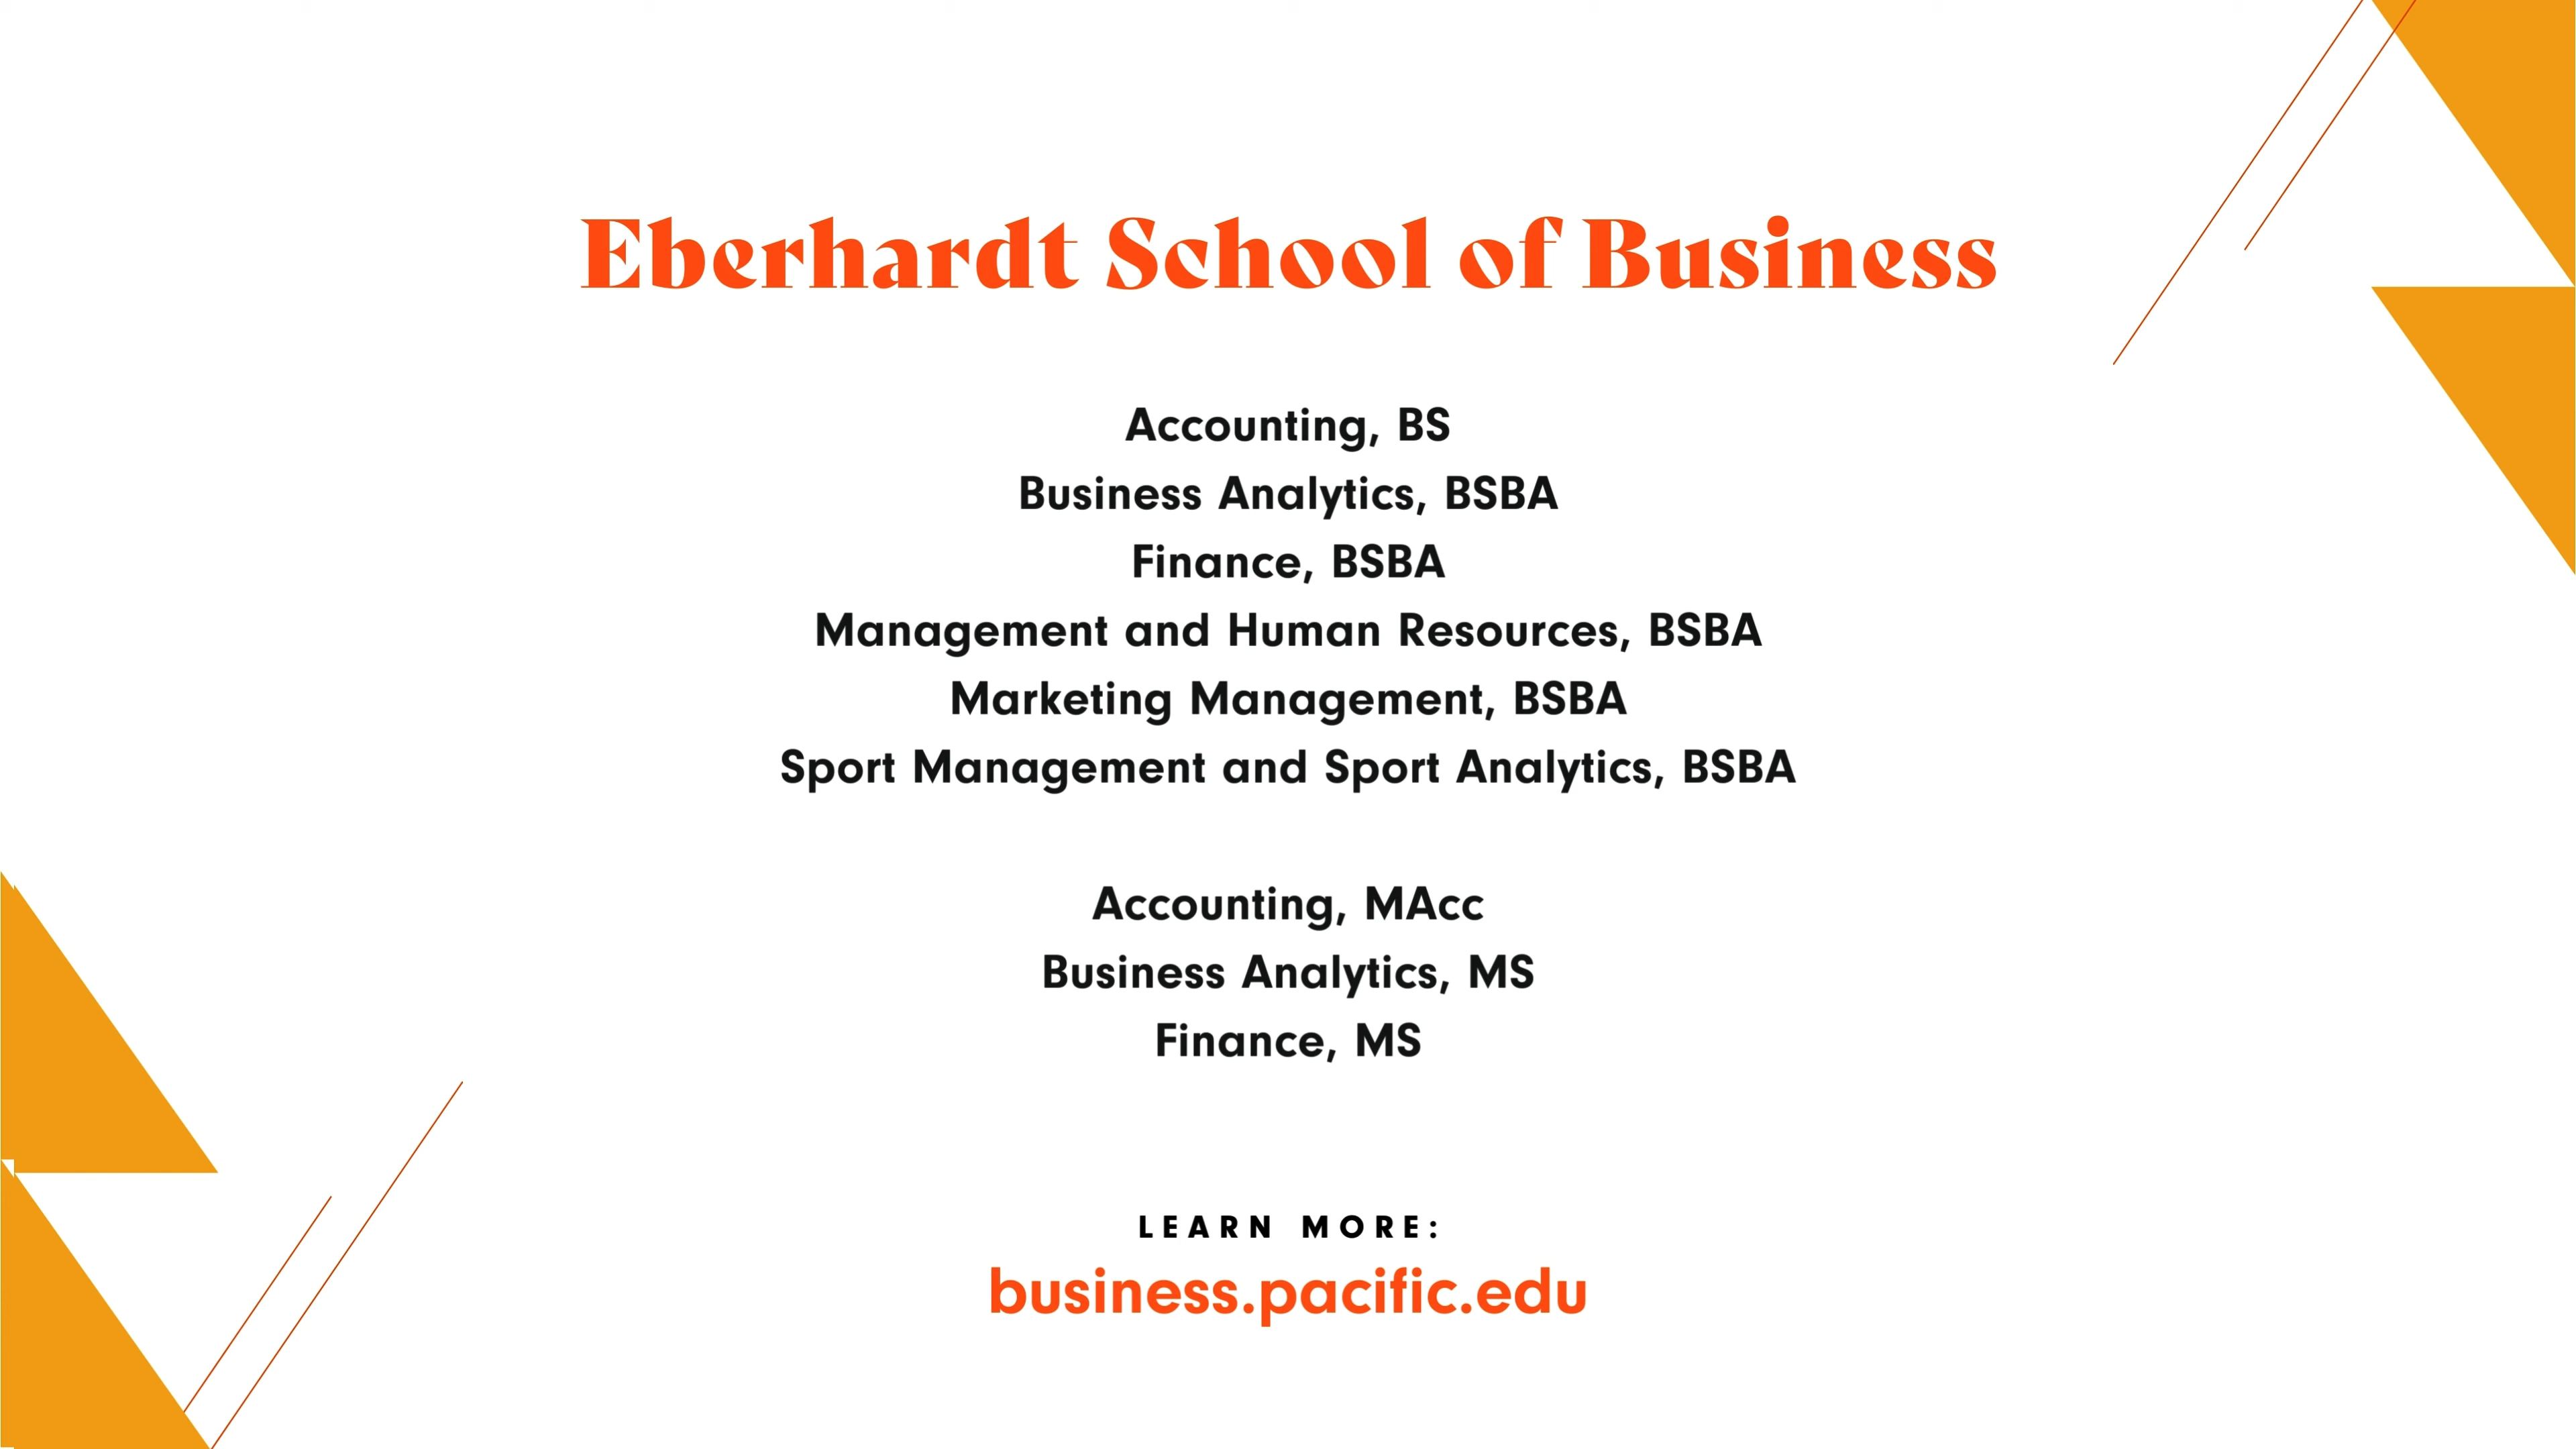 Eberhardt School of Business
Accounting, BS
Business Analytics, BSBA
Finance, BSBA
Management and Human Resources, BSBA
Marketing Management, BSBA
Sport Management and Sport Analytics, BSBA
Accounting, MAcc
Business Analytics, MS
Finance, MS
LEARN MORE:
business.pacific.edu